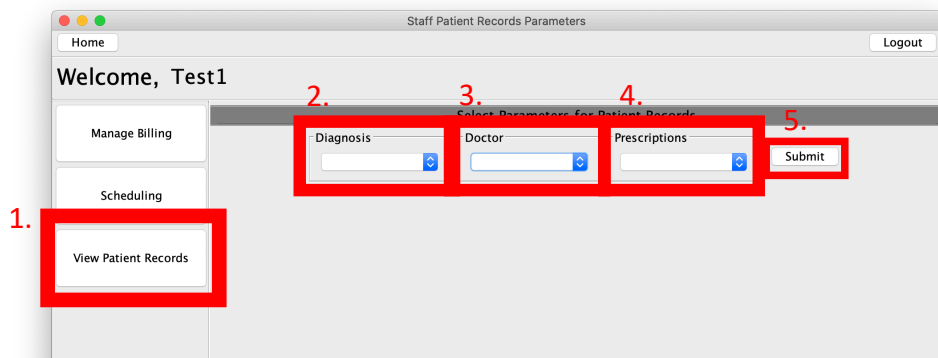 Staff Patient Records Parameters
Home
Logout
Welcome, Test1
2.
3.
4.
Select Parameters for Patient Records
5.
Manage Billing
Diagnosis
Doctor
Prescriptions
Submit
Scheduling
1.
View Patient Records